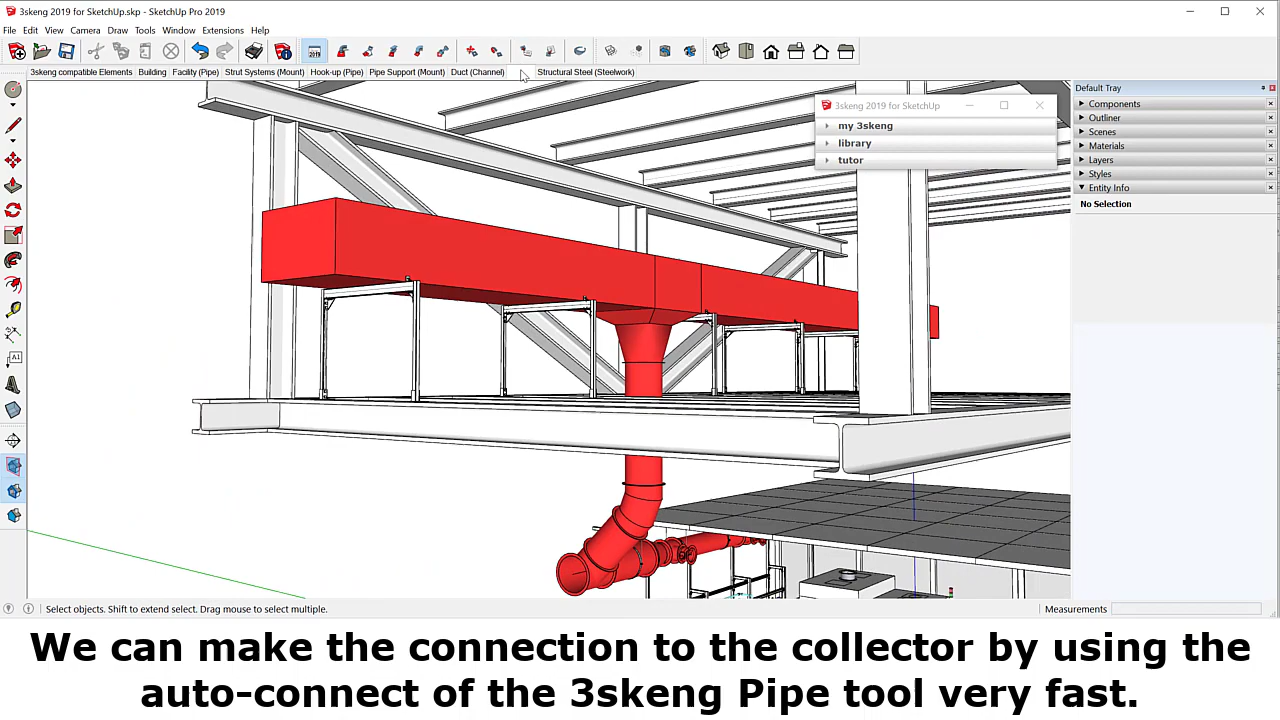 3skeng 2019 for SketchUp.skp - SketchUp Pro 2019
File Edit View Camera Draw Tools Window Extensions Help
2019
3skeng compatible Elements Building Facility (Pipe) Strut Systems (Mount) Hook-up (Pipe) Pipe Support (Mount) Duct (Channel) Structural Steel (Steelwork)
3skeng 2019 for SketchUp
my 3skeng
library
tutor
Default Tray
Components
Outliner
Scenes
Materials
Layers
Styles
Entity Info
No Selection
A1
Select objects. Shift to extend select. Drag mouse to select multiple.
Measurements
We can make the connection to the collector by using the
auto-connect of the 3skeng Pipe tool very fast.